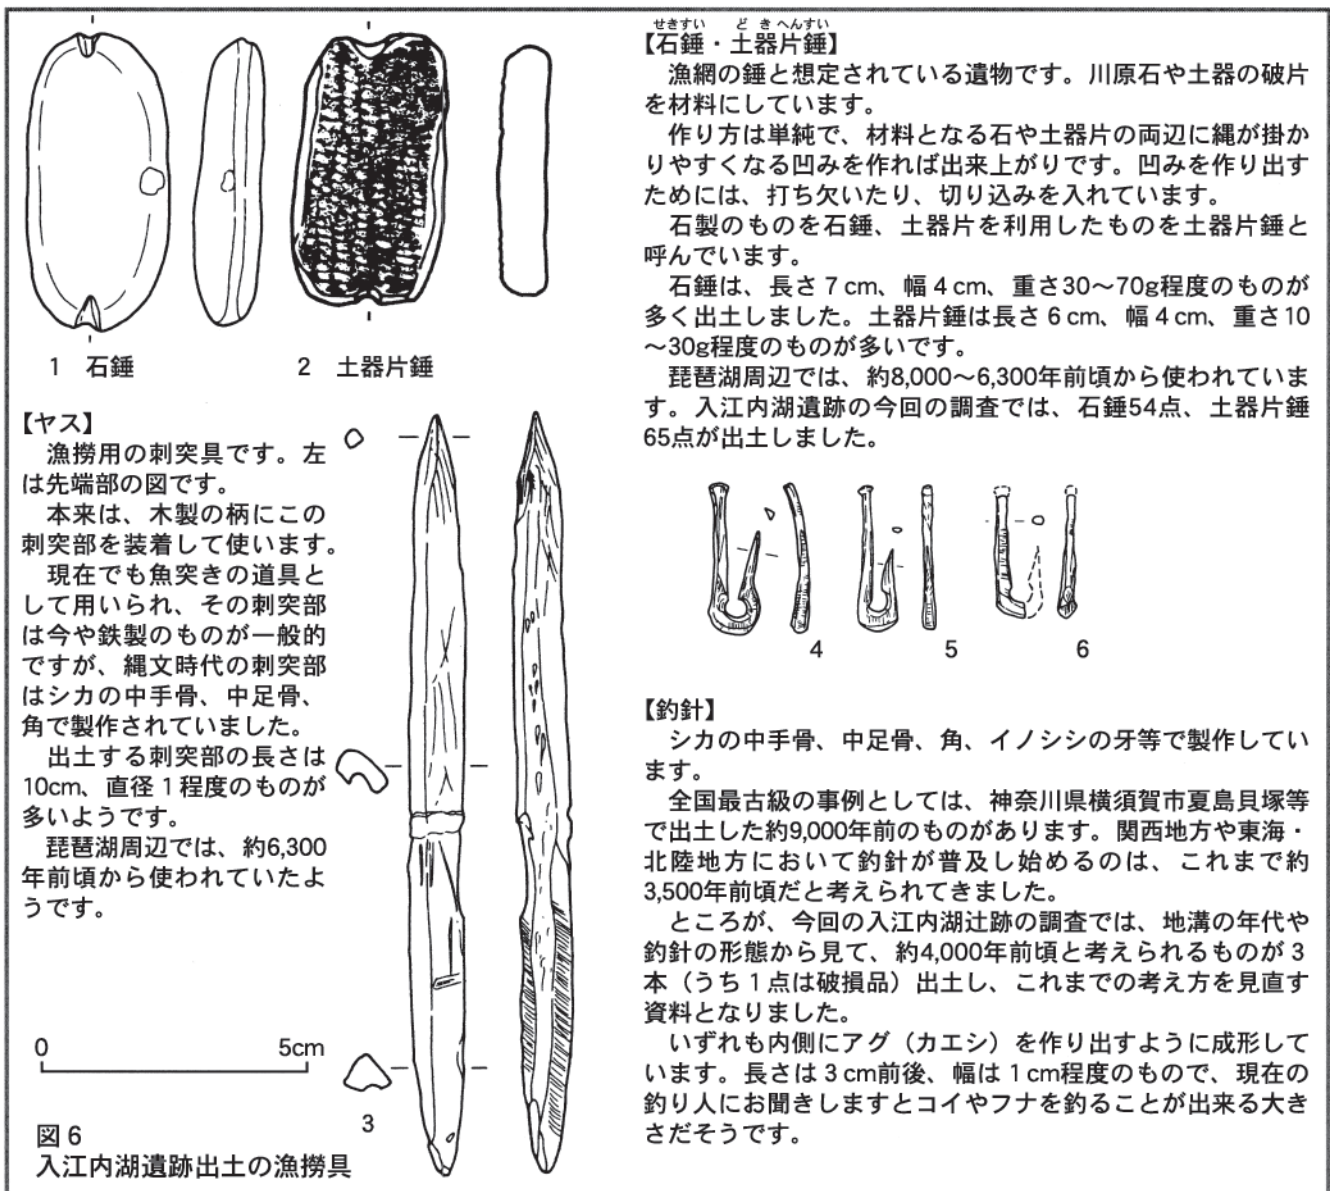 1　石錘
2　土器片錘
【ヤス】
　漁撈用の刺突具です。左
は先端部の図です。
　本来は、木製の柄にこの
刺突部を装着して使います。
　現在でも魚突きの道具と
して用いられ、その刺突部
は今や鉄製のものが一般的
ですが、縄文時代の刺突部
はシカの中手骨、中足骨、
角で製作されていました。
　出土する刺突部の長さは
10cm、直径１程度のものが
多いようです。
　琵琶湖周辺では、約6,300
年前頃から使われていたよ
うです。
0　5cm
3
図６
入江内湖遺跡出土の漁撈具
せきすい　どきへんすい
【石錘・土器片錘】
　漁網の錘と想定されている遺物です。川原石や土器の破片
を材料にしています。
　作り方は単純で、材料となる石や土器片の両辺に縄が掛か
りやすくなる凹みを作れば出来上がりです。凹みを作り出す
ためには、打ち欠いたり、切り込みを入れています。
　石製のものを石錘、土器片を利用したものを土器片錘と
呼んでいます。
　石錘は、長さ７cm、幅４cm、重さ30～70g程度のものが
多く出土しました。土器片錘は長さ６cm、幅４cm、重さ10
～30g程度のものが多いです。
　琵琶湖周辺では、約8,000～6,300年前頃から使われていま
す。入江内湖遺跡の今回の調査では、石錘54点、土器片錘
65点が出土しました。
4
5
6
【釣針】
　シカの中手骨、中足骨、角、イノシシの牙等で製作してい
ます。
　全国最古級の事例としては、神奈川県横須賀市夏島貝塚等
で出土した約9,000年前のものがあります。関西地方や東海・
北陸地方において釣針が普及し始めるのは、これまで約
3,500年前頃だと考えられてきました。
　ところが、今回の入江内湖辻跡の調査では、地溝の年代や
釣針の形態から見て、約4,000年前頃と考えられるものが３
本（うち１点は破損品）出土し、これまでの考え方を見直す
資料となりました。
　いずれも内側にアグ（カエシ）を作り出すように成形して
います。長さは３cm前後、幅は１cm程度のもので、現在の
釣り人にお聞きしますとコイやフナを釣ることが出来る大き
さだそうです。